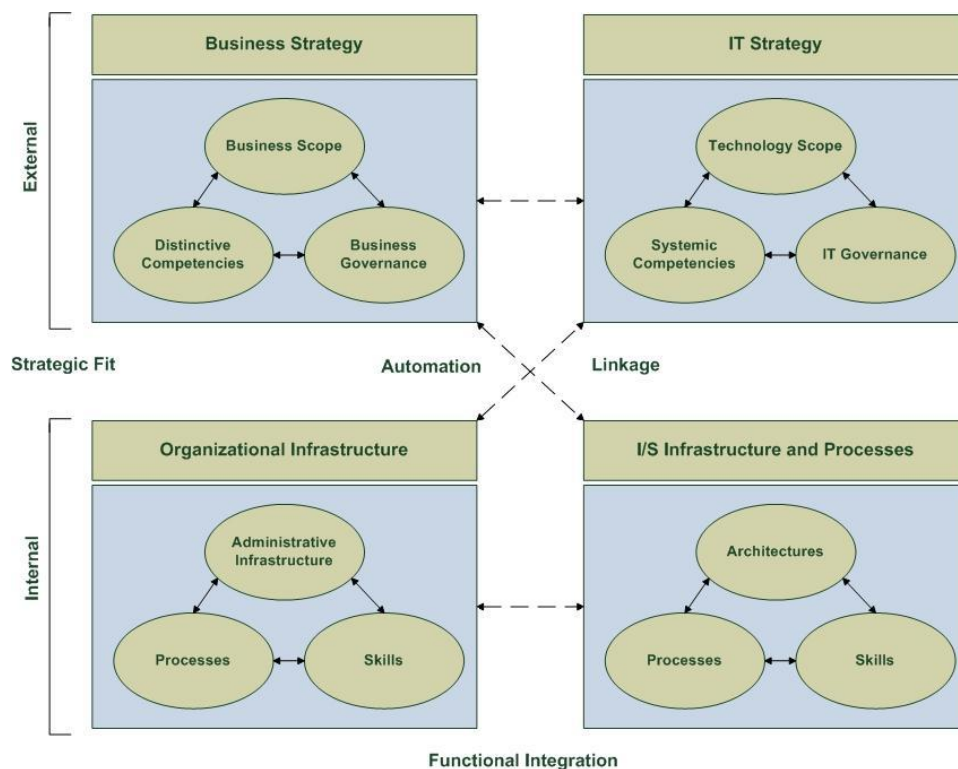 Business Strategy
IT Strategy
External
Business Scope
Distinctive
Competencies
Business
Governance
Technology Scope
Systemic
Competencies
IT Governance
Strategic Fit
Automation
Linkage
Internal
Organizational Infrastructure
I/S Infrastructure and Processes
Administrative
Infrastructure
Processes
Skills
Architectures
Processes
Skills
Functional Integration